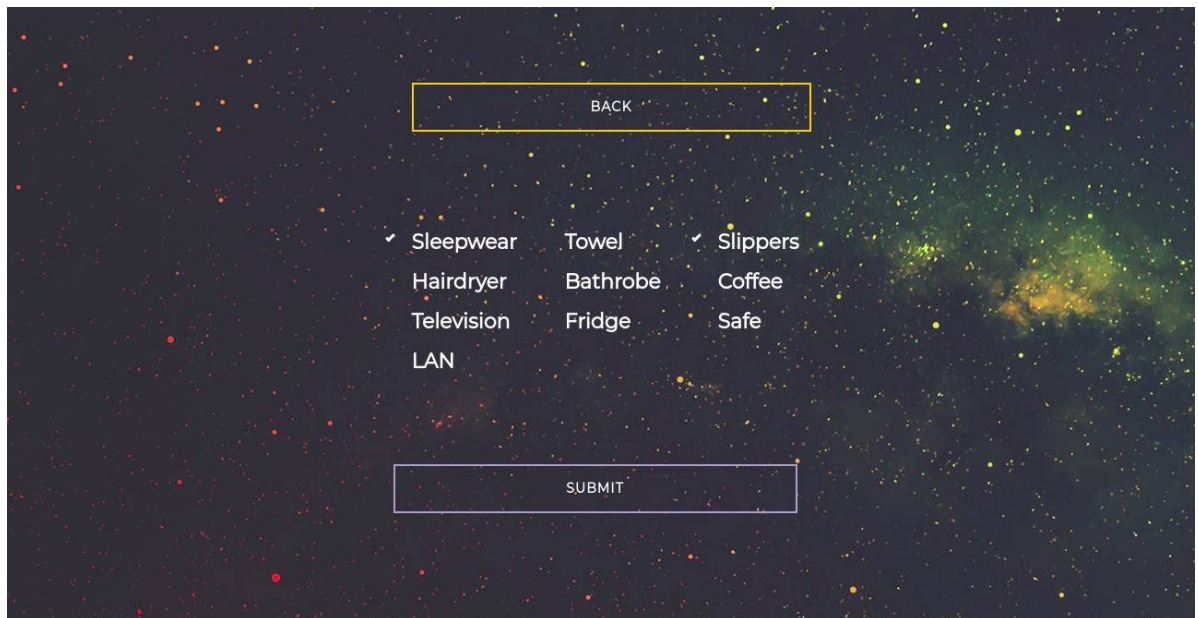 BACK
✓ Sleepwear Towel ✓ Slippers
Hairdryer Bathrobe Coffee
Television Fridge Safe
LAN
SUBMIT